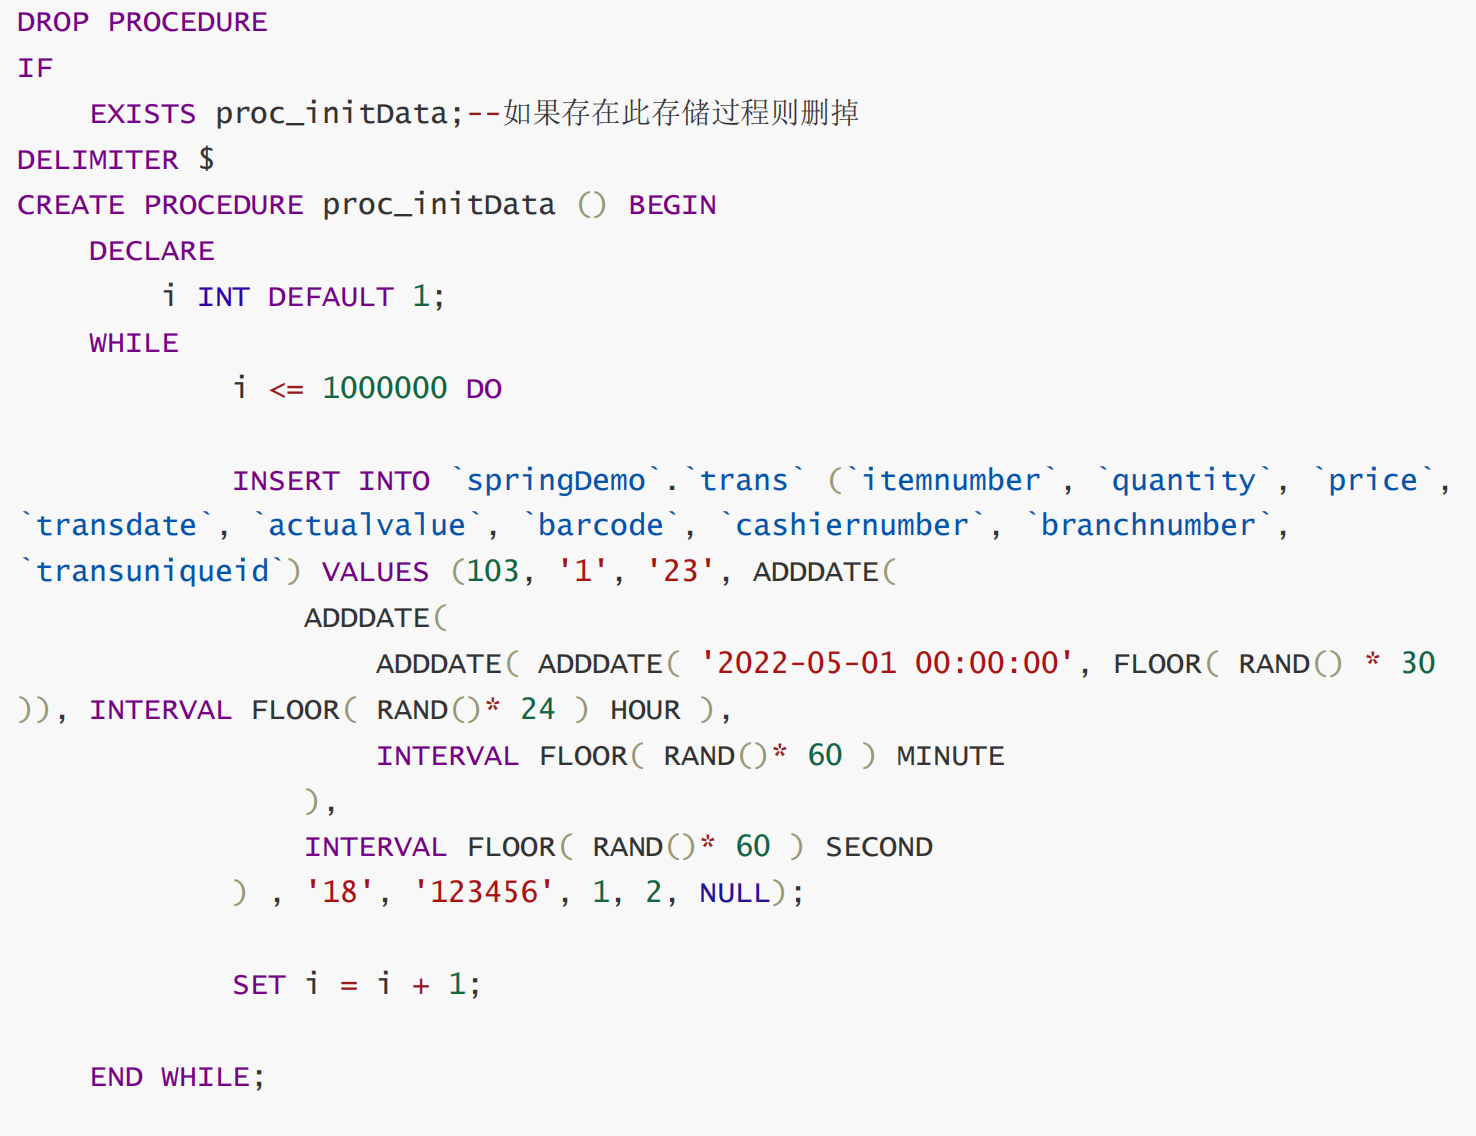 DROP PROCEDURE
IF
EXISTS proc_initData;--如果存在此存储过程则删掉
DELIMITER $
CREATE PROCEDURE proc_initData () BEGIN
DECLARE
i INT DEFAULT 1;
WHILE
i <= 1000000 DO
INSERT INTO `springDemo`.`trans` (`itemnumber`, `quantity`, `price`,
`transdate`, `actualvalue`, `barcode`, `cashiernumber`, `branchnumber`,
`transuniqueid`) VALUES (103, '1', '23', ADDDATE(
ADDDATE(
ADDDATE( ADDDATE( '2022-05-01 00:00:00', FLOOR( RAND() * 30
)), INTERVAL FLOOR( RAND()* 24 ) HOUR ),
INTERVAL FLOOR( RAND()* 60 ) MINUTE
),
INTERVAL FLOOR( RAND()* 60 ) SECOND
) , '18', '123456', 1, 2, NULL);
SET i = i + 1;
END WHILE;